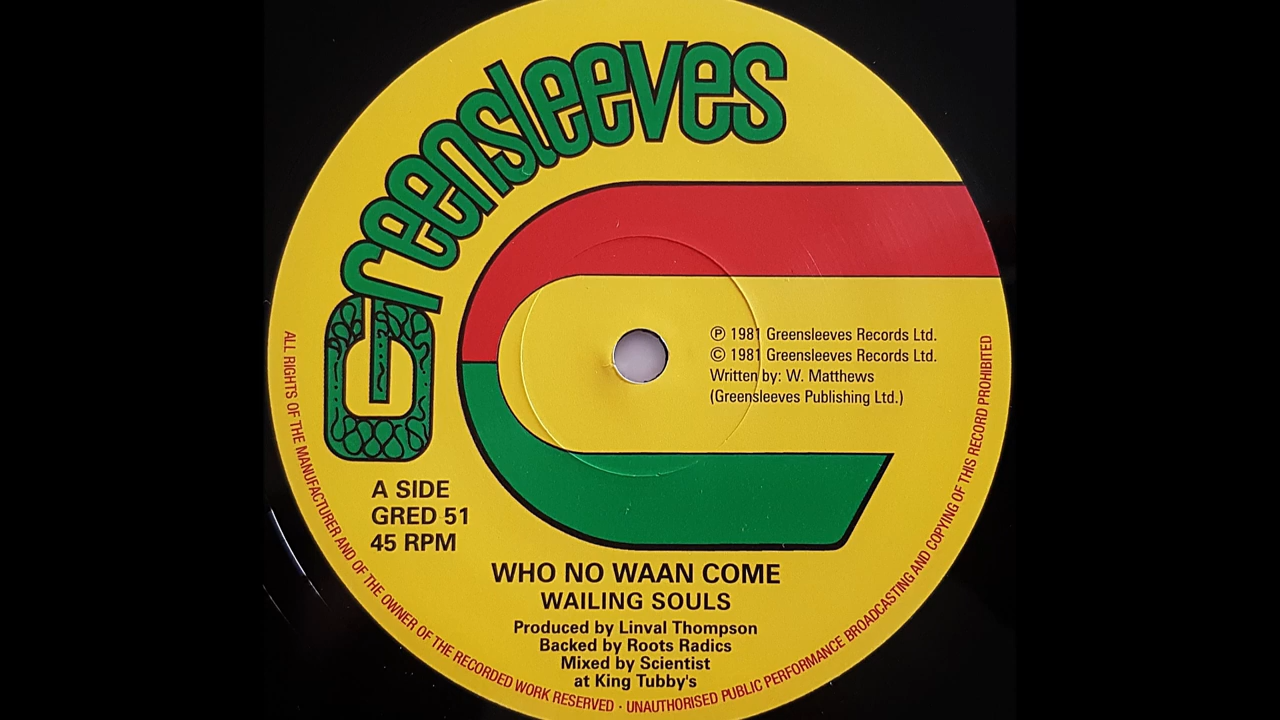 Greensleeves
℗ 1981 Greensleeves Records Ltd.
© 1981 Greensleeves Records Ltd.
Written by: W. Matthews
(Greensleeves Publishing Ltd.)
A SIDE
GRED 51
45 RPM
WHO NO WAAN COME
WAILING SOULS
Produced by Linval Thompson
Backed by Roots Radics
Mixed by Scientist
at King Tubby's
ALL RIGHTS OF THE MANUFACTURER AND OF THE OWNER OF THE RECORDED WORK RESERVED · UNAUTHORISED PUBLIC PERFORMANCE BROADCASTING AND COPYING OF THIS RECORD PROHIBITED